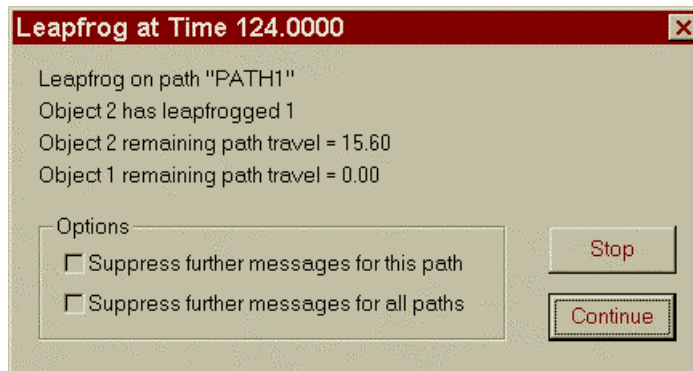 Leapfrog at Time 124.0000
Leapfrog on path "PATH1"
Object 2 has leapfrogged 1
Object 2 remaining path travel = 15.60
Object 1 remaining path travel = 0.00
Options
Suppress further messages for this path
Suppress further messages for all paths
Stop
Continue